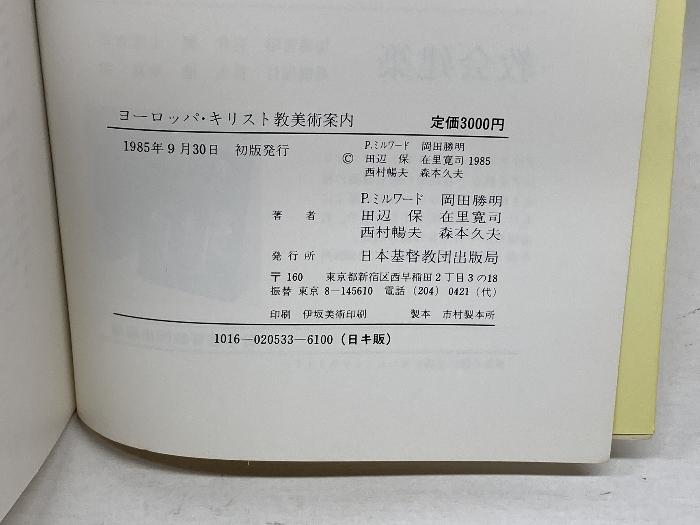 ヨーロッパ・キリスト教美術案内 定価3000円
1985年9月30日 初版発行
© P.ミルワード 岡田勝明
田辺 保 在里寛司 1985
西村暢夫 森本久夫
P.ミルワード 岡田勝明
著者 田辺 保 在里寛司
西村暢夫 森本久夫
発行所 日本基督教団出版局
〒160 東京都新宿区西早稲田2丁目3の18
振替 東京8-145610 電話(204)0421(代)
印刷 伊坂美術印刷 製本 市村製本所
1016-020533-6100(日キ販)
教会建築